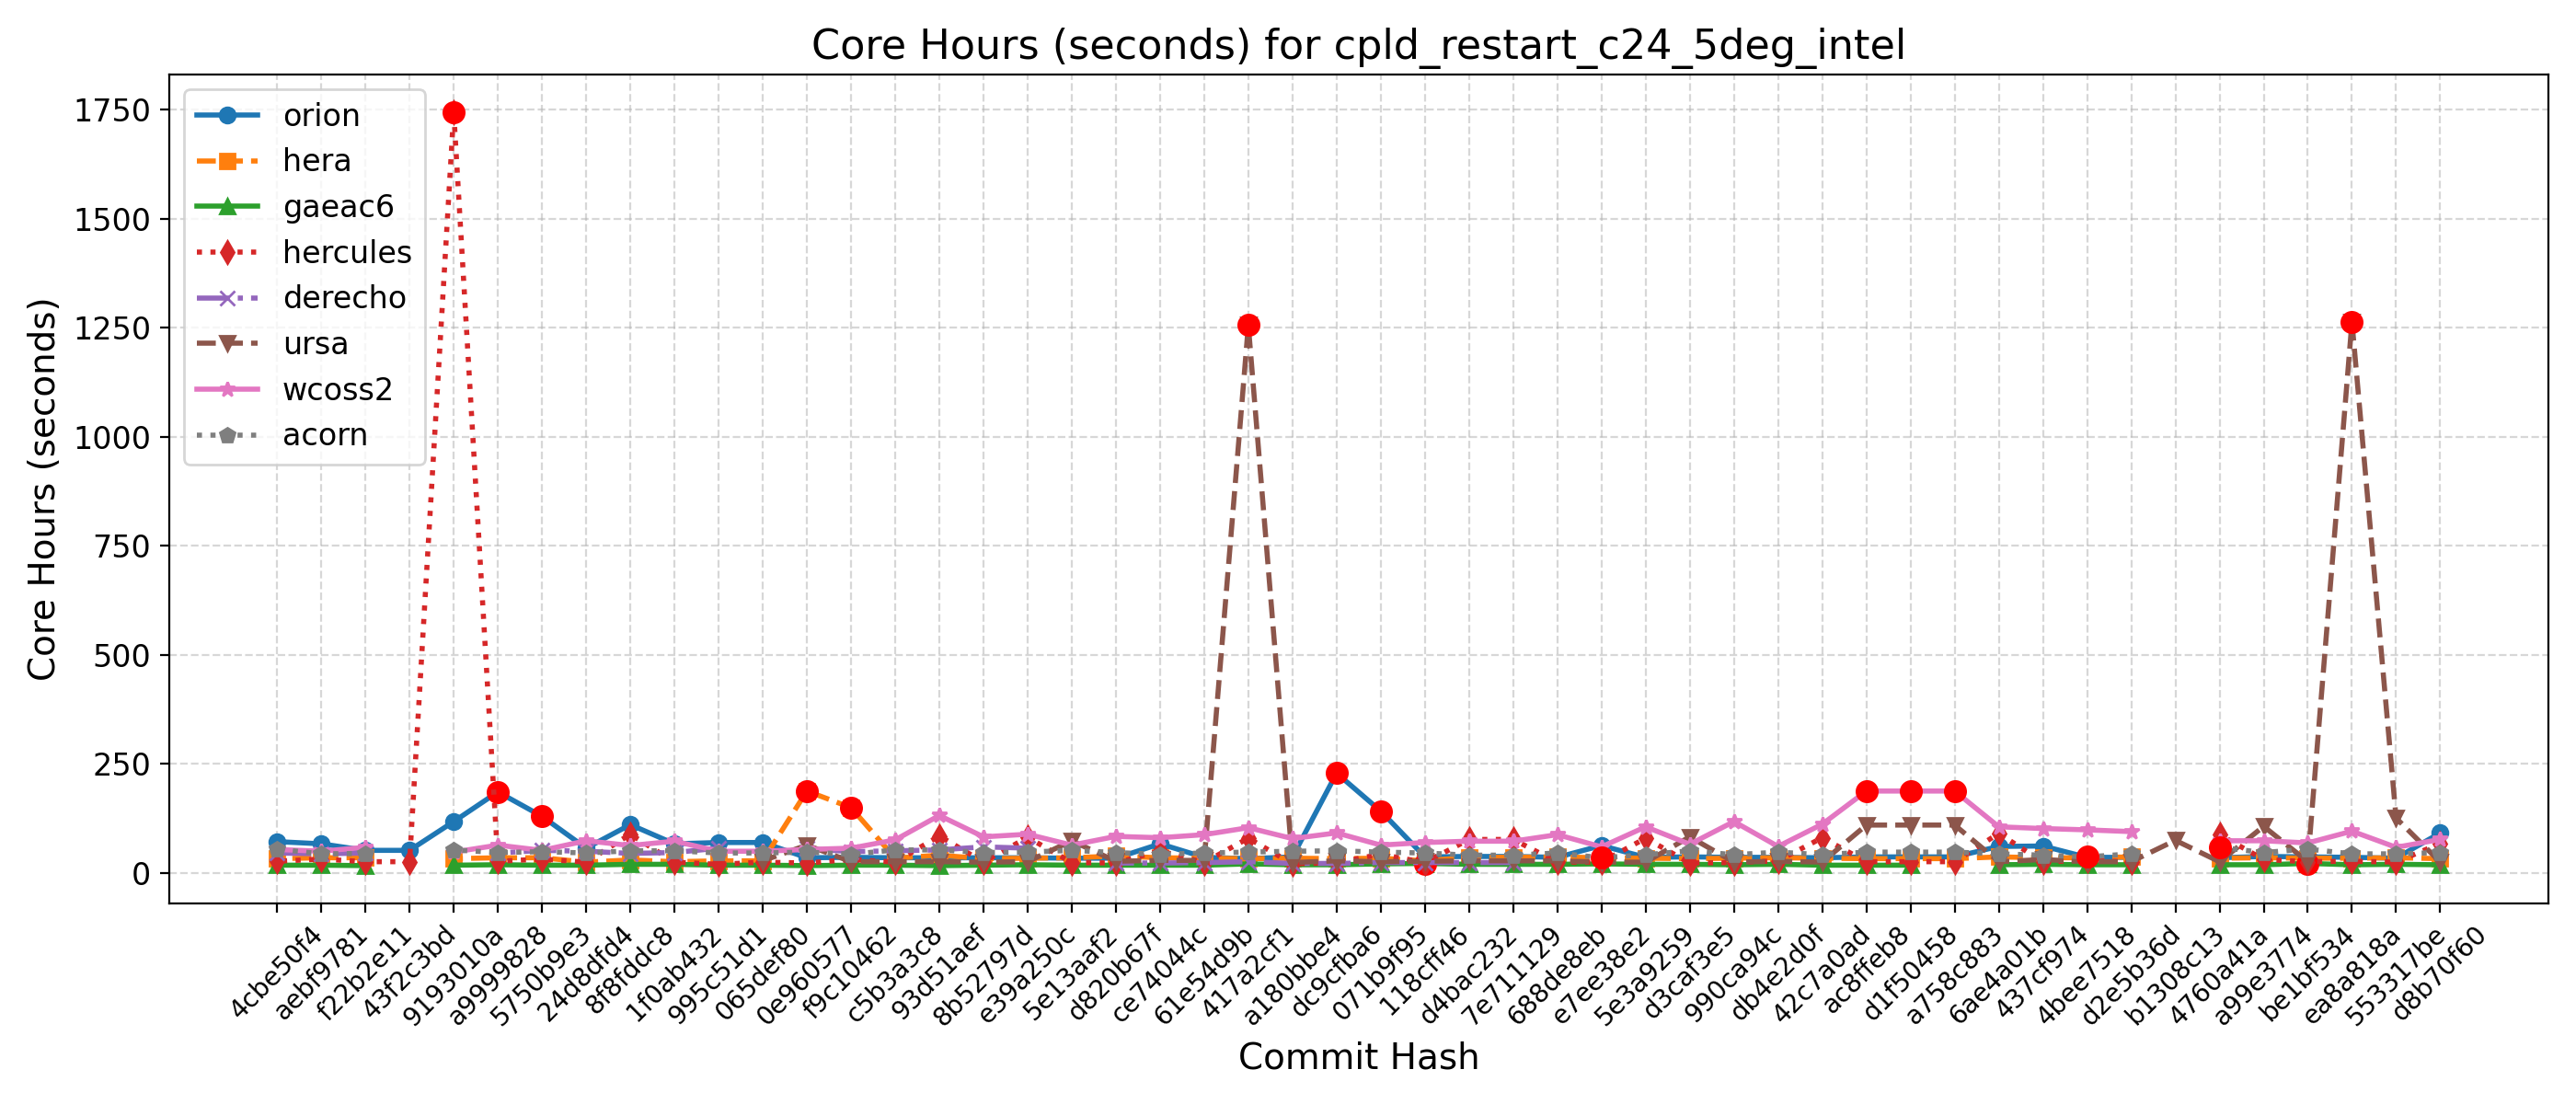 Core Hours (seconds) for cpld_restart_c24_5deg_intel
Core Hours (seconds)
1750
1500
1250
1000
750
500
250
0
orion
hera
gaeac6
hercules
derecho
ursa
wcoss2
acorn
4cbe50f4
aebf9781
f22b2e11
43f2c3bd
9193010a
a9999828
5750b9e3
24d8dfd4
8f8fddc8
1f0ab432
995c51d1
065def80
0e960577
f9c10462
c5b3a3c8
93d51aef
8b52797d
e39a250c
5e13aaf2
d820b67f
ce74044c
61e54d9b
417a2cf1
a180bbe4
dc9cfba6
071b9f95
118cff46
d4bac232
7e711129
688de8eb
e7ee38e2
5e3a9259
d3caf3e5
990ca94c
db4e2d0f
42c7a0ad
ac8ffeb8
d1f50458
a758c883
6ae4a01b
437cf974
4bee7518
d2e5b36d
b1308c13
4760a41a
a99e3774
be1bf534
ea8a818a
553317be
d8b70f60
Commit Hash